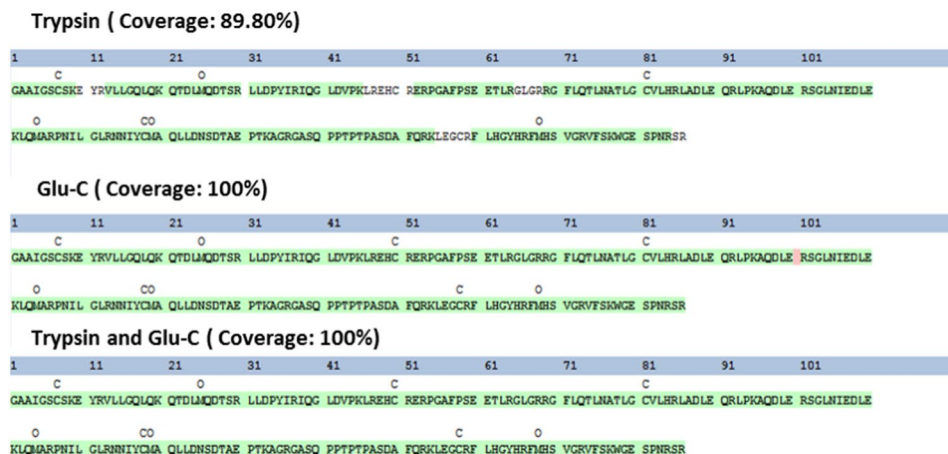 Trypsin ( Coverage: 89.80%)
1 11 21 31 41 51 61 71 81 91 101
C O C
GAAIGSCSKE YRVLLGQLQK QTDLMQDTSR LLDPYIRIQG LDVPKLREHC RERPGAFPSE ETLRGLGRRG FLQTLNATLG CVLHRLADLE QRLPKAQDLE RSGLNIEDLE
O CO O
KLQMARPNIL GLRNNIYCMA QLLDNSDTAE PTKAGRGASQ PPTPTPASDA FQRKLEGCRF LHGYHRFMHS VGRVFSKWGE SPNRSR
Glu-C ( Coverage: 100%)
1 11 21 31 41 51 61 71 81 91 101
C O C C
GAAIGSCSKE YRVLLGQLQK QTDLMQDTSR LLDPYIRIQG LDVPKLREHC RERPGAFPSE ETLRGLGRRG FLQTLNATLG CVLHRLADLE QRLPKAQDLE RSGLNIEDLE
O CO C O
KLQMARPNIL GLRNNIYCMA QLLDNSDTAE PTKAGRGASQ PPTPTPASDA FQRKLEGCRF LHGYHRFMHS VGRVFSKWGE SPNRSR
Trypsin and Glu-C ( Coverage: 100%)
1 11 21 31 41 51 61 71 81 91 101
C O C C
GAAIGSCSKE YRVLLGQLQK QTDLMQDTSR LLDPYIRIQG LDVPKLREHC RERPGAFPSE ETLRGLGRRG FLQTLNATLG CVLHRLADLE QRLPKAQDLE RSGLNIEDLE
O CO C O
KLQMARPNIL GLRNNIYCMA QLLDNSDTAE PTKAGRGASQ PPTPTPASDA FQRKLEGCRF LHGYHRFMHS VGRVFSKWGE SPNRSR